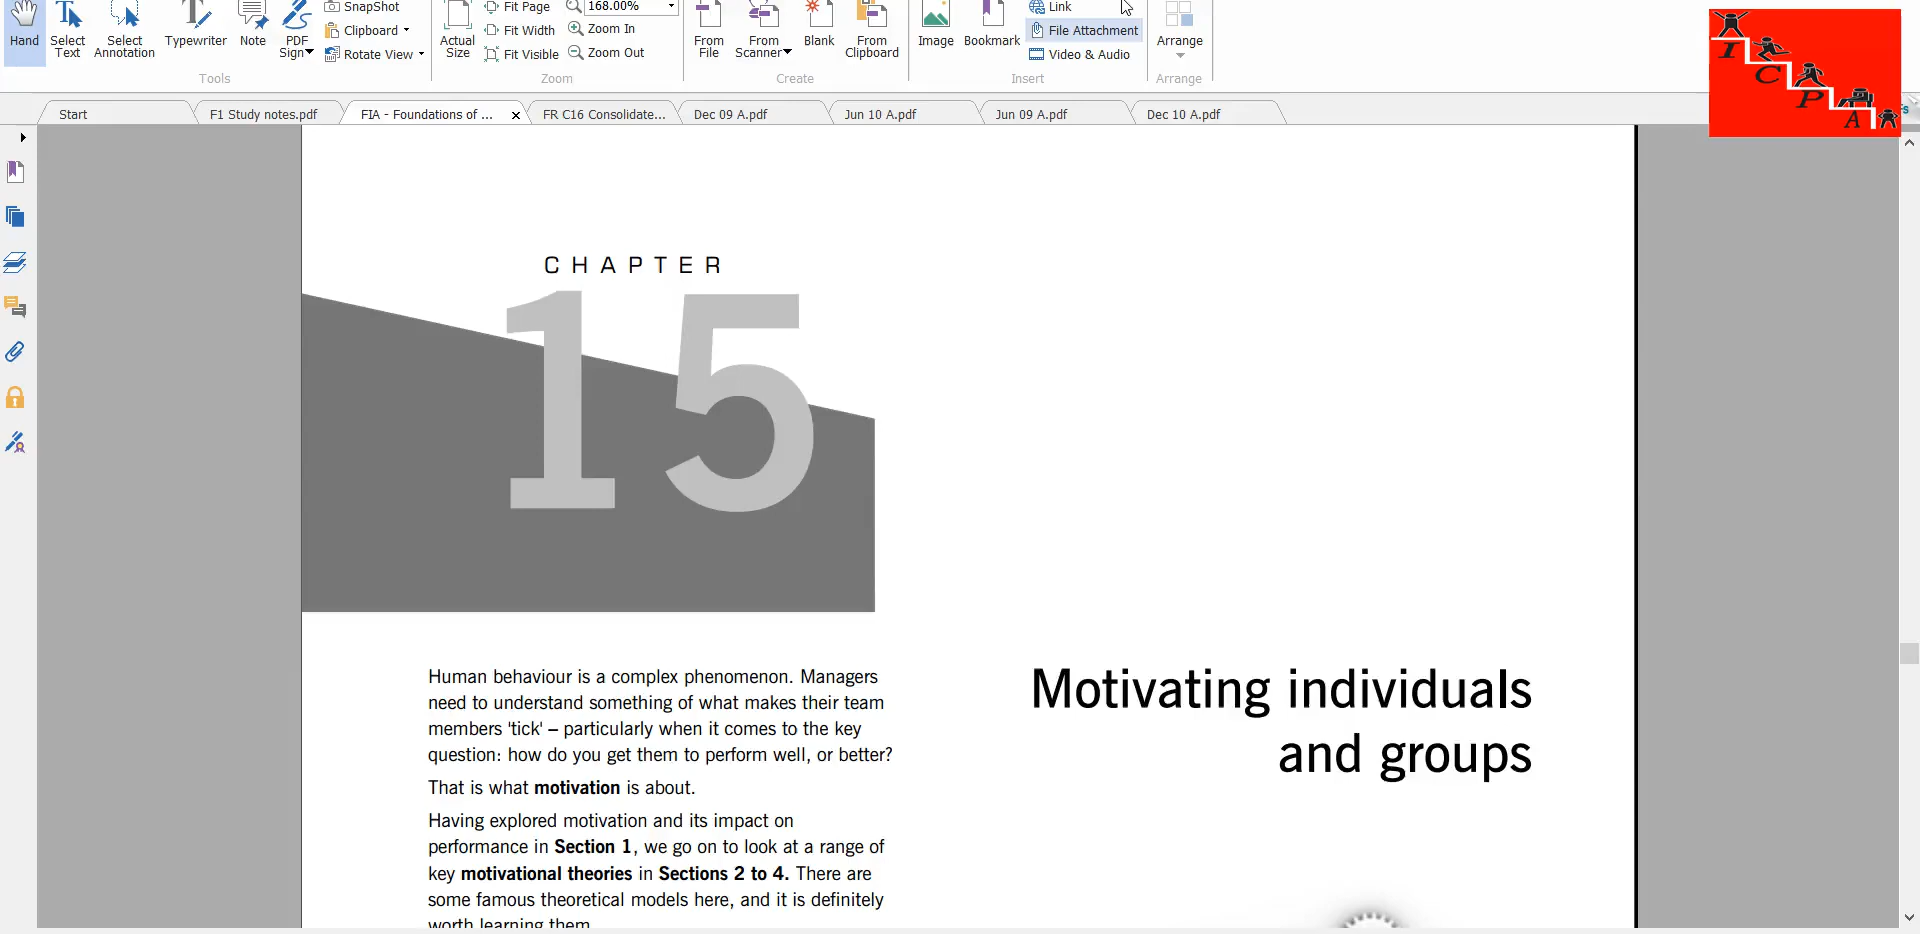 SnapShot
Fit Page
168.00%
Link
Hand
Select Text
Select Annotation
Typewriter
Note
PDF Sign
Clipboard
Rotate View
Actual Size
Fit Width
Fit Visible
Zoom In
Zoom Out
From File
From Scanner
Blank
From Clipboard
Image
Bookmark
File Attachment
Video & Audio
Arrange
Tools
Zoom
Create
Insert
Arrange
I C P A
Start
F1 Study notes.pdf
FIA - Foundations of ...
FR C16 Consolidate...
Dec 09 A.pdf
Jun 10 A.pdf
Jun 09 A.pdf
Dec 10 A.pdf
CHAPTER
15
Human behaviour is a complex phenomenon. Managers
need to understand something of what makes their team
members 'tick' – particularly when it comes to the key
question: how do you get them to perform well, or better?
That is what motivation is about.
Having explored motivation and its impact on
performance in Section 1, we go on to look at a range of
key motivational theories in Sections 2 to 4. There are
some famous theoretical models here, and it is definitely
worth learning them.
Motivating individuals
and groups